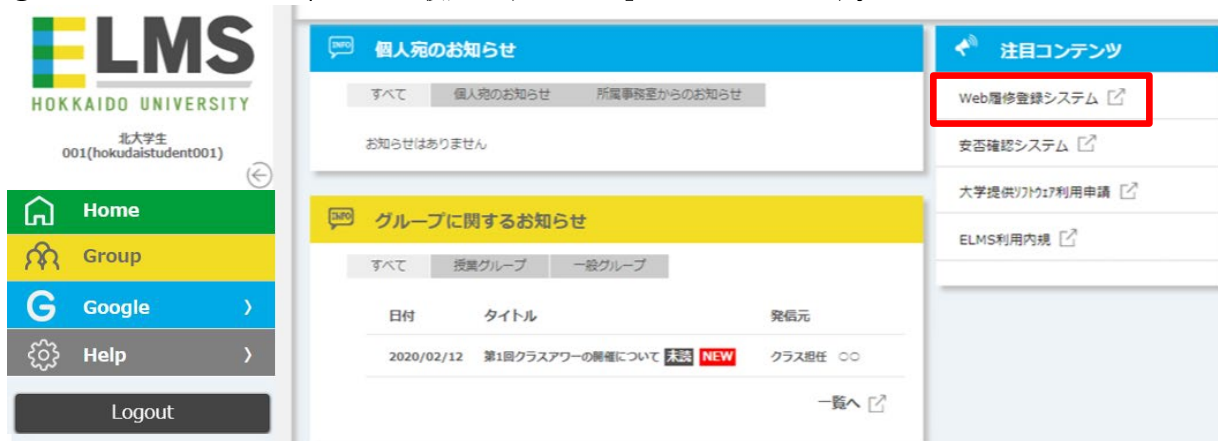 ELMS
HOKKAIDO UNIVERSITY
北大学生
001(hokudaistudent001)
Home
Group
Google
Help
Logout
INFO 個人宛のお知らせ
すべて 個人宛のお知らせ 所属事務室からのお知らせ
お知らせはありません
INFO グループに関するお知らせ
すべて 授業グループ 一般グループ
日付 タイトル 発信元
2020/02/12 第1回クラスアワーの開催について 未読 NEW クラス担任 ○○
一覧へ
注目コンテンツ
Web履修登録システム
安否確認システム
大学提供ソフトウェア利用申請
ELMS利用内規